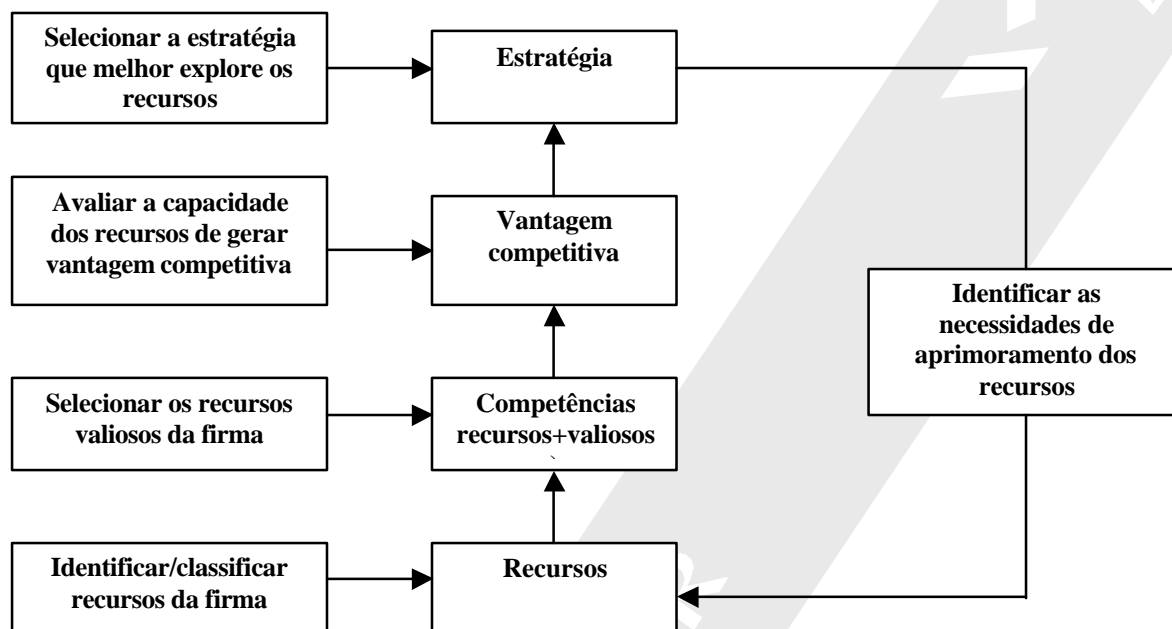 Selecionar a estratégia
que melhor explore os
recursos
Estratégia
Avaliar a capacidade
dos recursos de gerar
vantagem competitiva
Vantagem
competitiva
Identificar as
necessidades de
aprimoramento dos
recursos
Selecionar os recursos
valiosos da firma
Competências
recursos+valiosos
Identificar/classificar
recursos da firma
Recursos
R